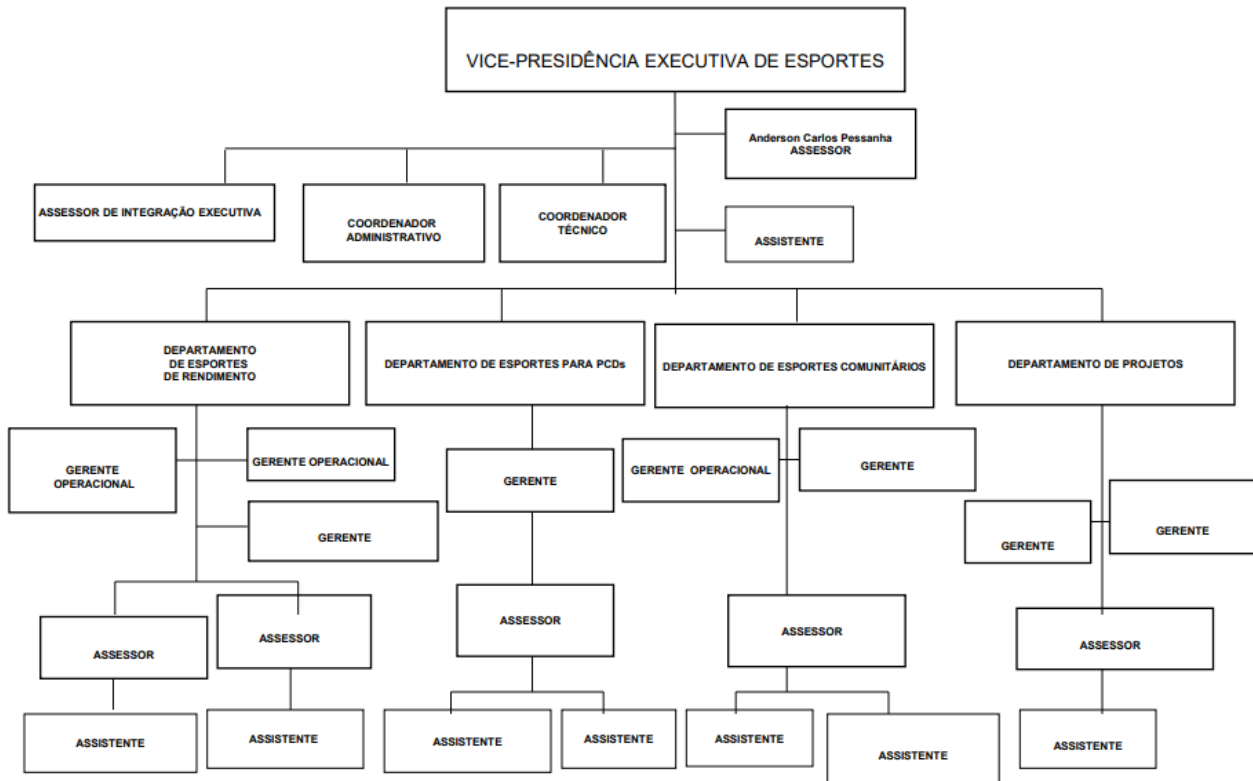 VICE-PRESIDÊNCIA EXECUTIVA DE ESPORTES
Anderson Carlos Pessanha
ASSESSOR
ASSESSOR DE INTEGRAÇÃO EXECUTIVA
COORDENADOR
ADMINISTRATIVO
COORDENADOR
TÉCNICO
ASSISTENTE
DEPARTAMENTO
DE ESPORTES
DE RENDIMENTO
DEPARTAMENTO DE ESPORTES PARA PCDs
DEPARTAMENTO DE ESPORTES COMUNITÁRIOS
DEPARTAMENTO DE PROJETOS
GERENTE
OPERACIONAL
GERENTE OPERACIONAL
GERENTE
GERENTE
GERENTE OPERACIONAL
GERENTE
GERENTE
GERENTE
ASSESSOR
ASSESSOR
ASSESSOR
ASSESSOR
ASSESSOR
ASSISTENTE
ASSISTENTE
ASSISTENTE
ASSISTENTE
ASSISTENTE
ASSISTENTE
ASSISTENTE